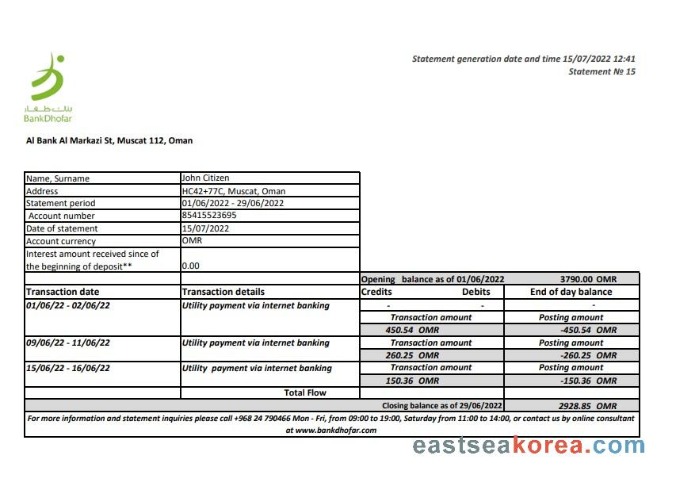 Statement generation date and time 15/07/2022 12:41
Statement № 15
BankDhofar
Al Bank Al Markazi St, Muscat 112, Oman
Name, Surname John Citizen
Address HC42+77C, Muscat, Oman
Statement period 01/06/2022 - 29/06/2022
Account number 85415523695
Date of statement 15/07/2022
Account currency OMR
Interest amount received since of
the beginning of deposit** 0.00
Opening balance as of 01/06/2022 3790.00 OMR
Transaction date Transaction details Credits Debits End of day balance
01/06/22 - 02/06/22 Utility payment via internet banking - - -
Transaction amount Posting amount
450.54 OMR -450.54 OMR
09/06/22 - 11/06/22 Utility payment via internet banking Transaction amount Posting amount
260.25 OMR -260.25 OMR
15/06/22 - 16/06/22 Utility payment via internet banking Transaction amount Posting amount
150.36 OMR -150.36 OMR
Total Flow
Closing balance as of 29/06/2022 2928.85 OMR
For more information and statement inquiries please call +968 24 790466 Mon - Fri, from 09:00 to 19:00, Saturday from 11:00 to 14:00, or contact us by online consultant
at www.bankdhofar.com
eastseakorea.com